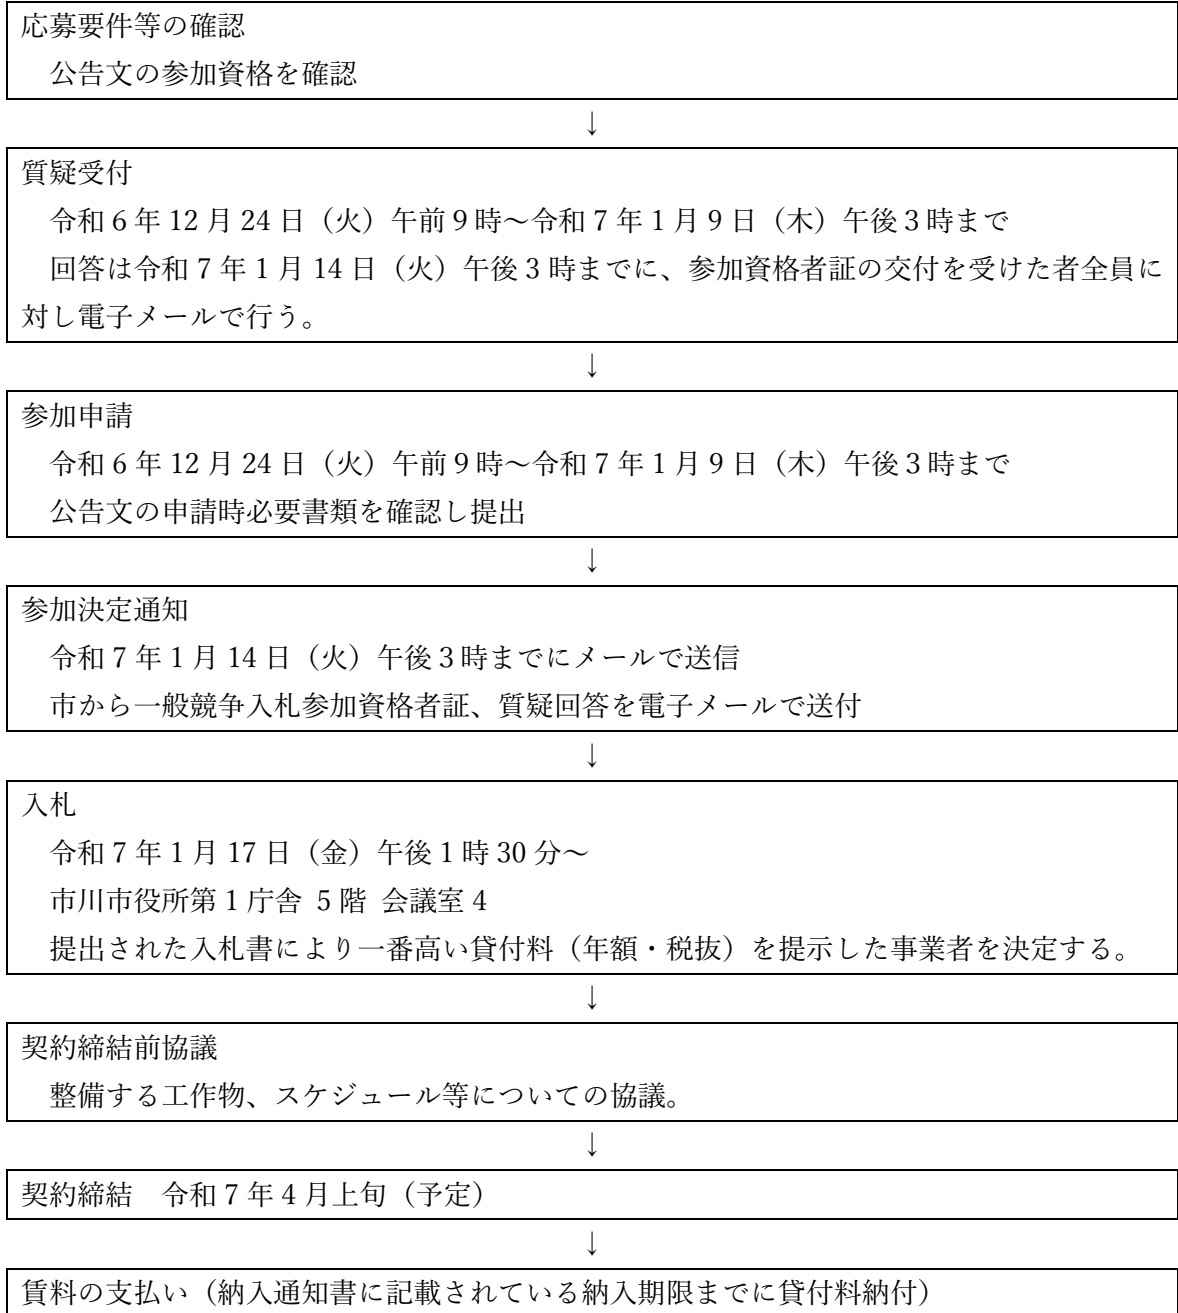 応募要件等の確認
公告文の参加資格を確認
↓
質疑受付
令和6年12月24日（火）午前9時～令和7年1月9日（木）午後3時まで
回答は令和7年1月14日（火）午後3時までに、参加資格者証の交付を受けた者全員に
対し電子メールで行う。
↓
参加申請
令和6年12月24日（火）午前9時～令和7年1月9日（木）午後3時まで
公告文の申請時必要書類を確認し提出
↓
参加決定通知
令和7年1月14日（火）午後3時までにメールで送信
市から一般競争入札参加資格者証、質疑回答を電子メールで送付
↓
入札
令和7年1月17日（金）午後1時30分～
市川市役所第1庁舎 5階 会議室4
提出された入札書により一番高い貸付料（年額・税抜）を提示した事業者を決定する。
↓
契約締結前協議
整備する工作物、スケジュール等についての協議。
↓
契約締結　令和7年4月上旬（予定）
↓
賃料の支払い（納入通知書に記載されている納入期限までに貸付料納付）